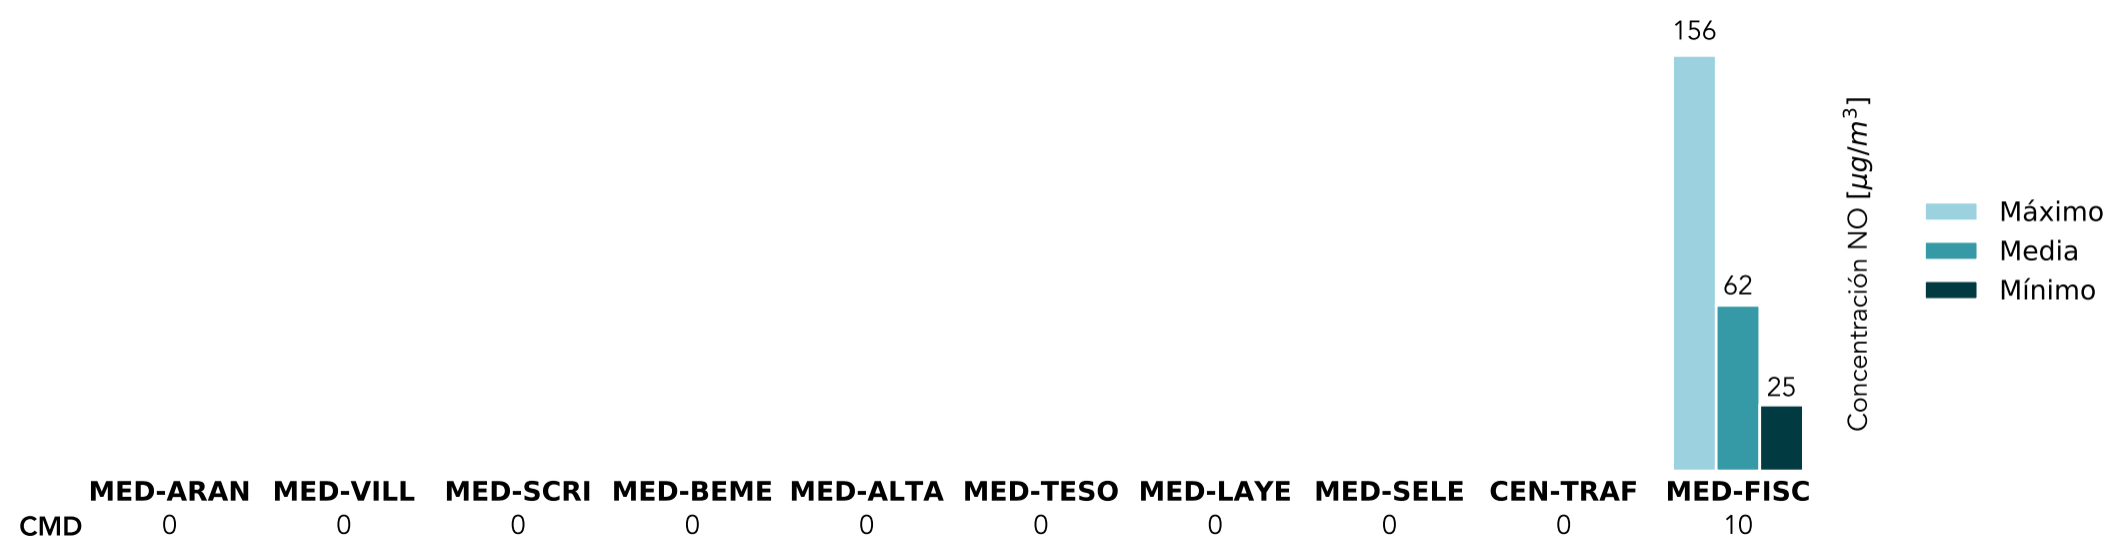 156
62
25
Concentración NO [µg/m³]
Máximo
Media
Mínimo
MED-ARAN MED-VILL MED-SCRI MED-BEME MED-ALTA MED-TESO MED-LAYE MED-SELE CEN-TRAF MED-FISC
CMD 0 0 0 0 0 0 0 0 0 10